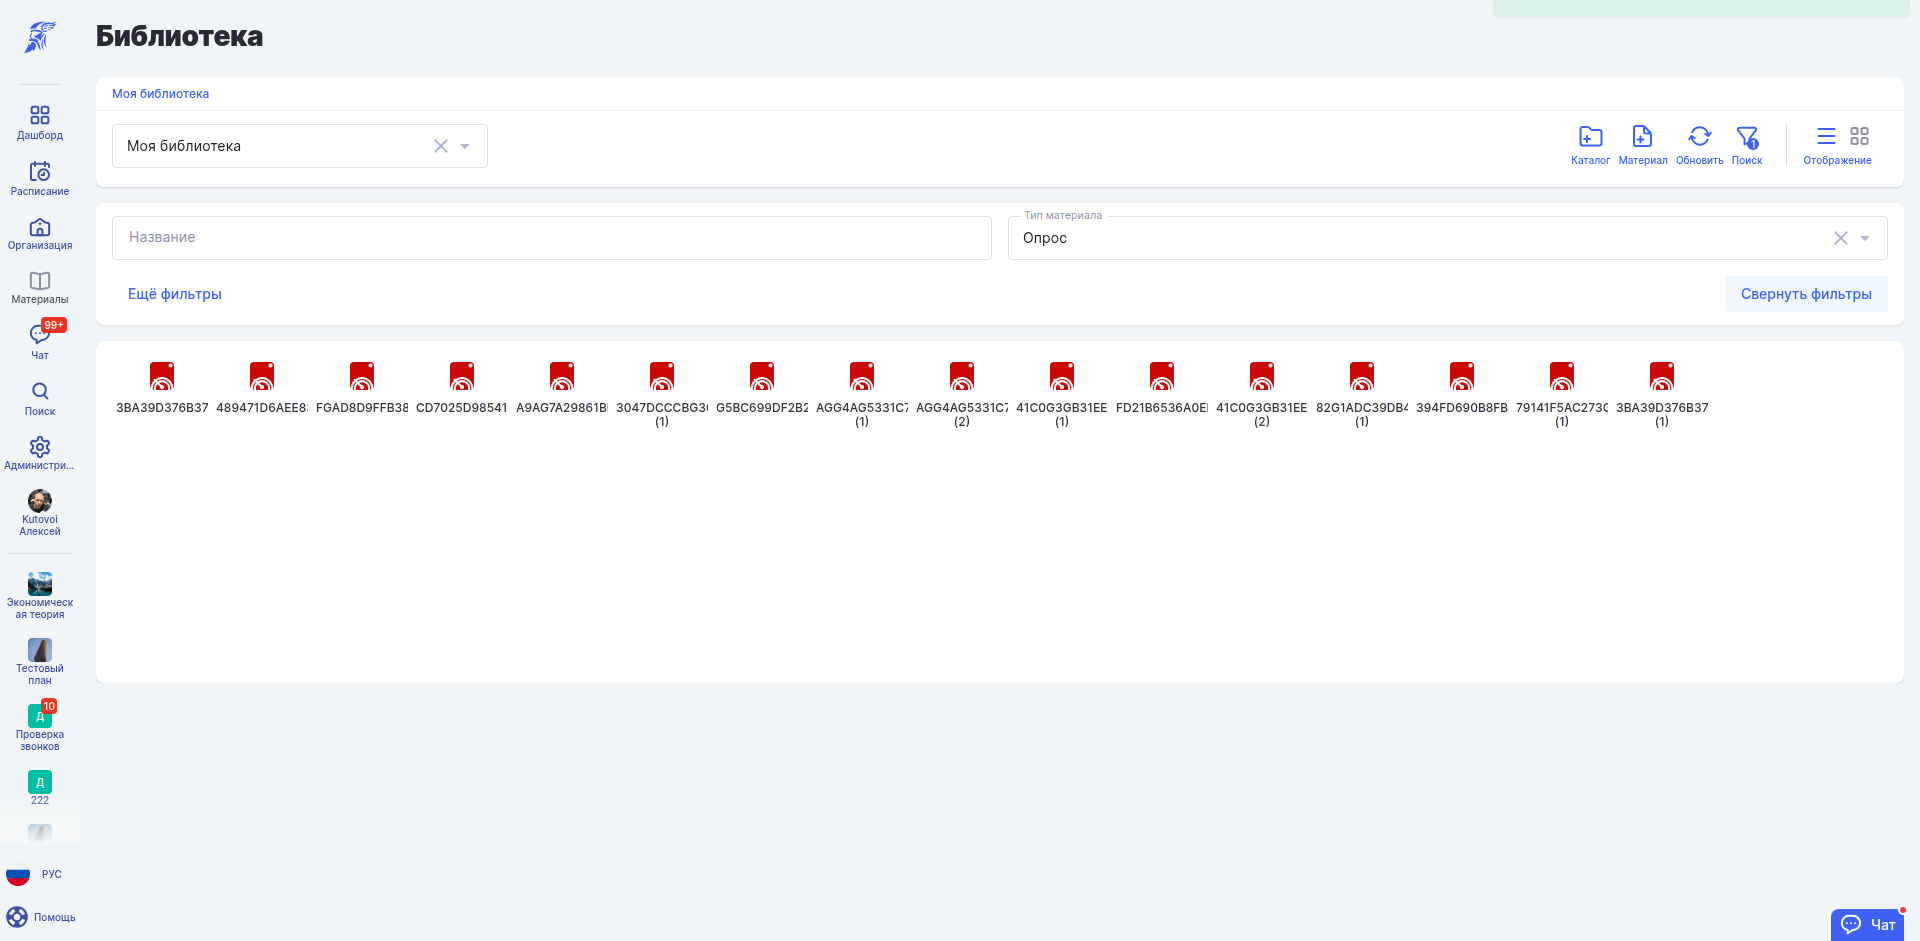 Библиотека
Моя библиотека
Моя библиотека
Каталог
Материал
Обновить
1
Поиск
Отображение
Название
Тип материала
Опрос
Ещё фильтры
Свернуть фильтры
3BA39D376B37
489471D6AEE8
FGAD8D9FFB38
CD7025D98541
A9AG7A29861B
3047DCCCBG3
(1)
G5BC699DF2B2
AGG4AG5331C7
(1)
AGG4AG5331C7
(2)
41C0G3GB31EE
(1)
FD21B6536A0E
41C0G3GB31EE
(2)
82G1ADC39DB4
(1)
394FD690B8FB
79141F5AC273
(1)
3BA39D376B37
(1)
Дашборд
Расписание
Организация
Материалы
99+
Чат
Поиск
Администри...
Kutovoi
Алексей
Экономическ
ая теория
Тестовый
план
Д
10
Проверка
звонков
Д
222
РУС
Помощь
Чат